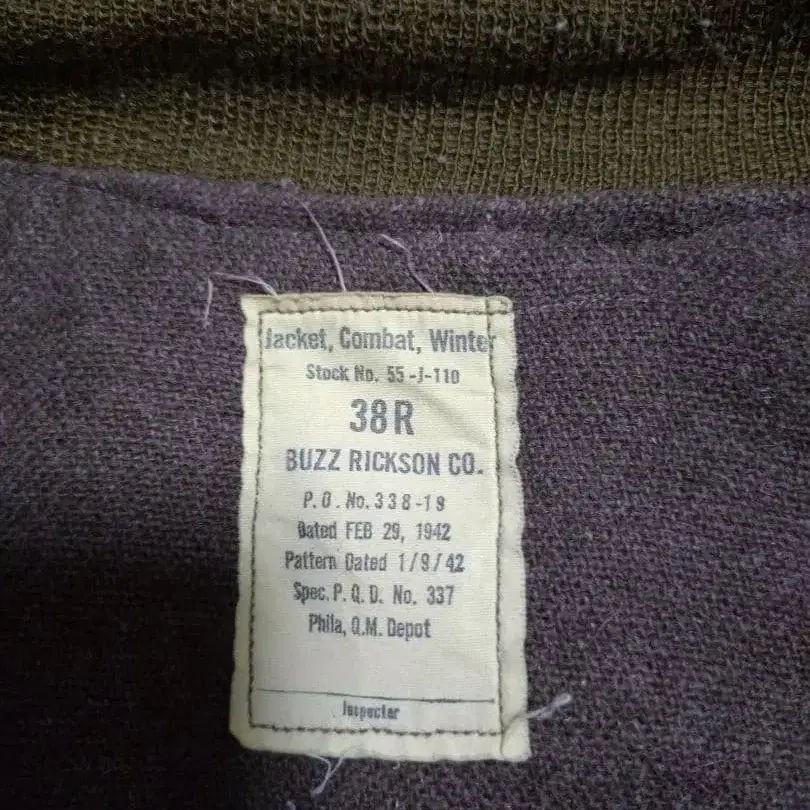 Jacket, Combat, Winter
Stock No. 55-J-110
38R
BUZZ RICKSON CO.
P.O. No. 338-19
Dated FEB 29, 1942
Pattern Dated 1/9/42
Spec. P. Q. D. No. 337
Phila, Q.M. Depot
Inspector